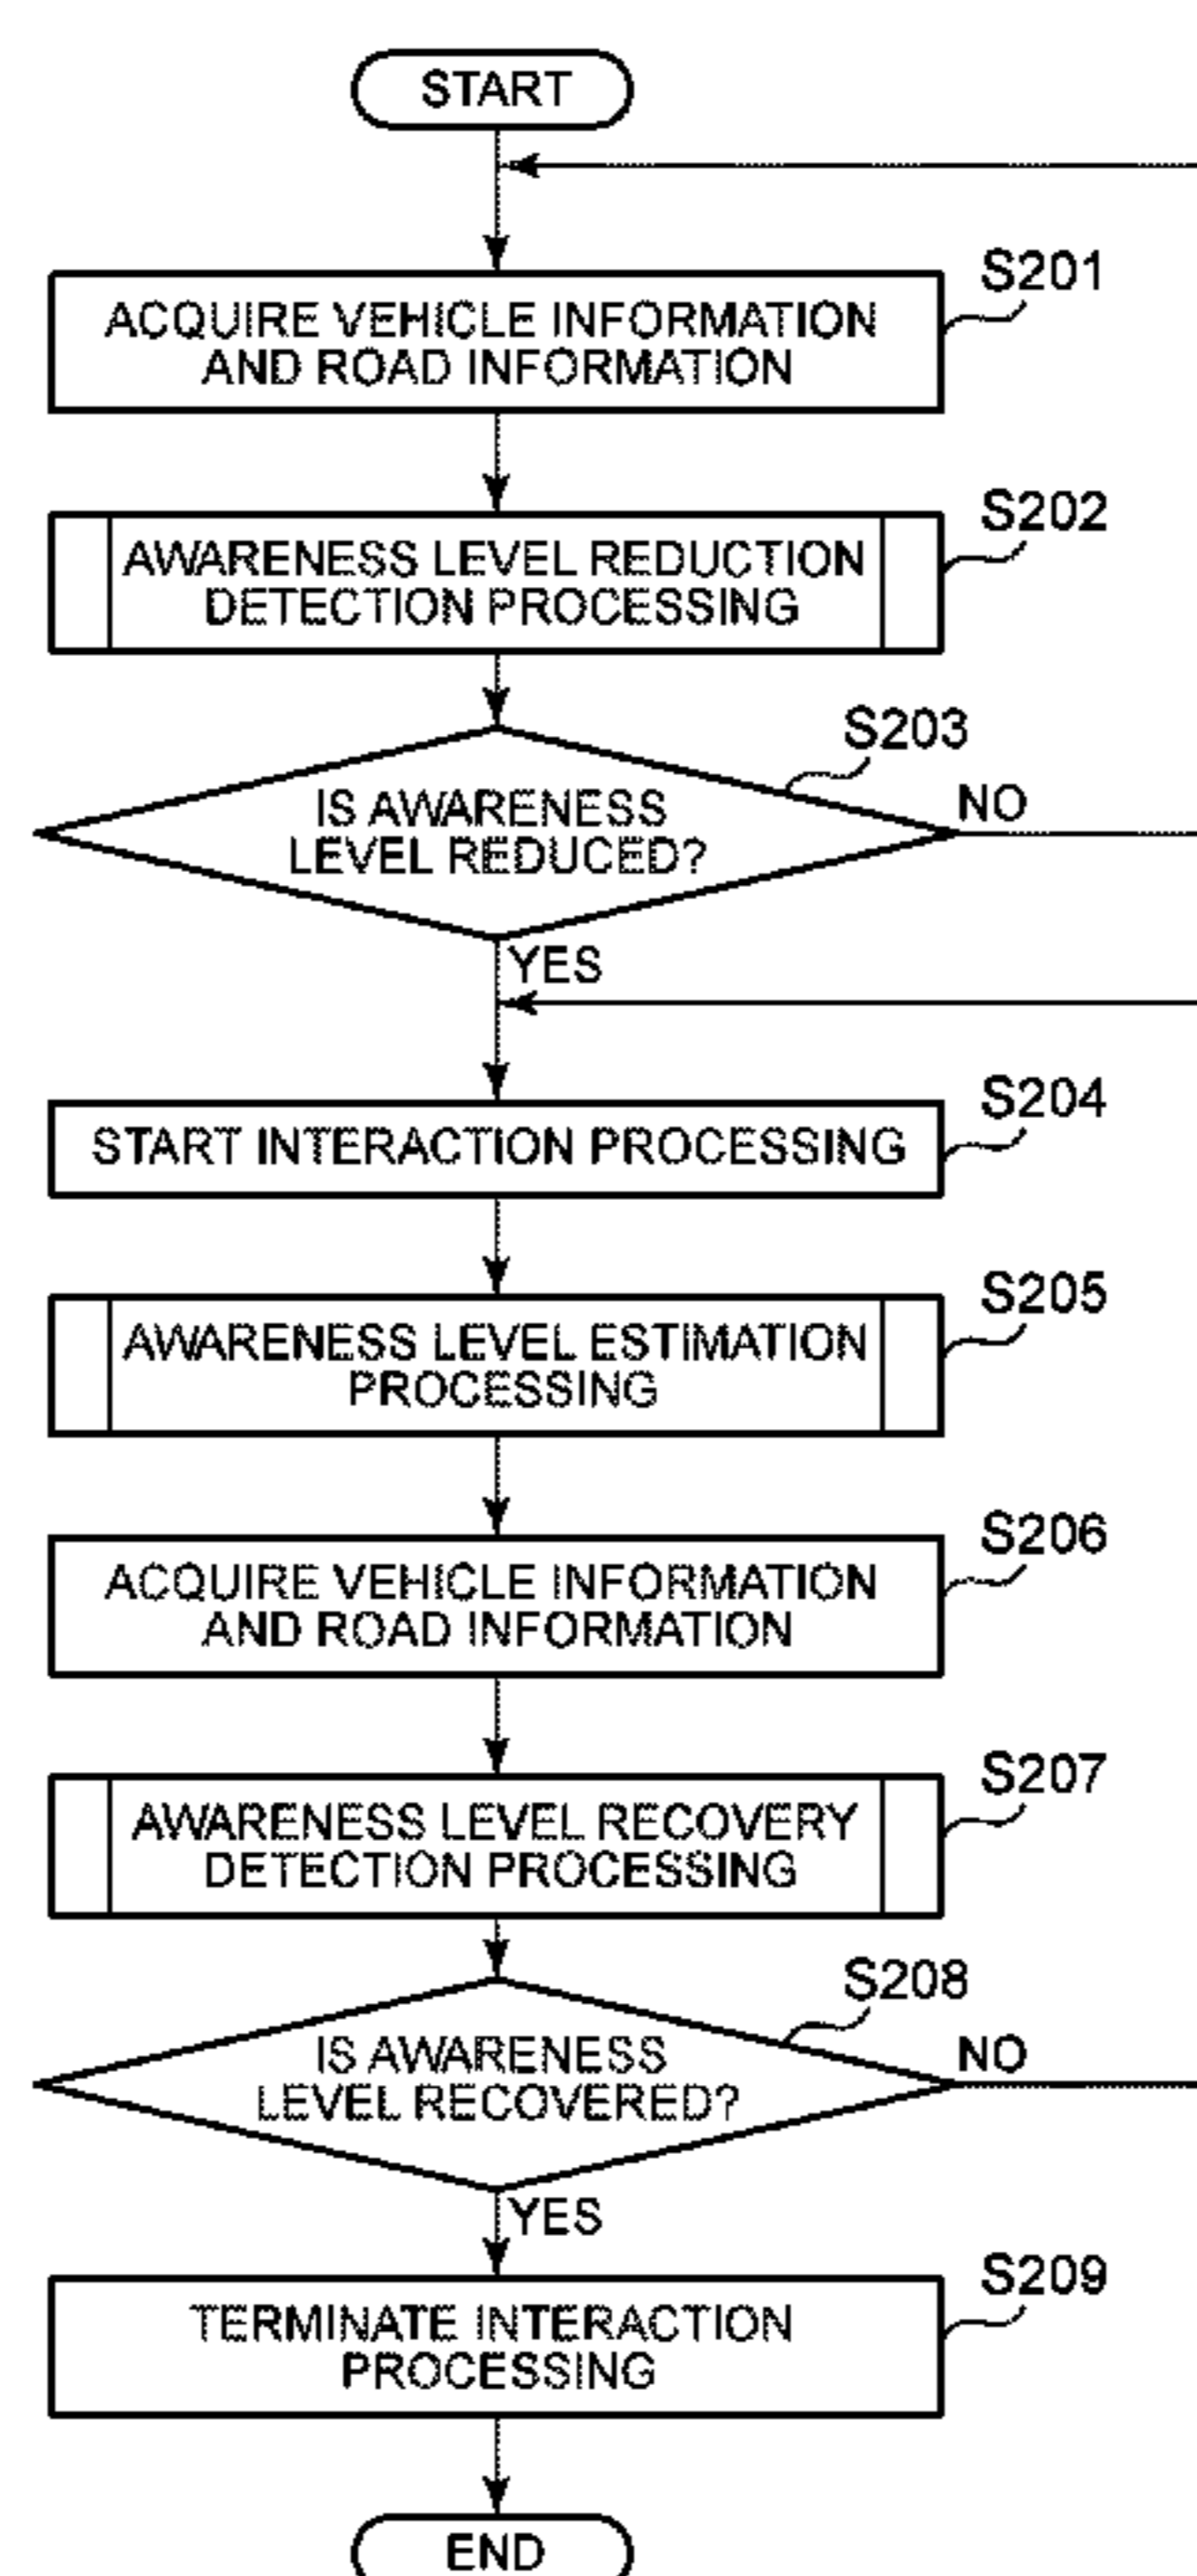 START
S201
ACQUIRE VEHICLE INFORMATION
AND ROAD INFORMATION
S202
AWARENESS LEVEL REDUCTION
DETECTION PROCESSING
S203
IS AWARENESS
LEVEL REDUCED?
NO
YES
S204
START INTERACTION PROCESSING
S205
AWARENESS LEVEL ESTIMATION
PROCESSING
S206
ACQUIRE VEHICLE INFORMATION
AND ROAD INFORMATION
S207
AWARENESS LEVEL RECOVERY
DETECTION PROCESSING
S208
IS AWARENESS
LEVEL RECOVERED?
NO
YES
S209
TERMINATE INTERACTION
PROCESSING
END